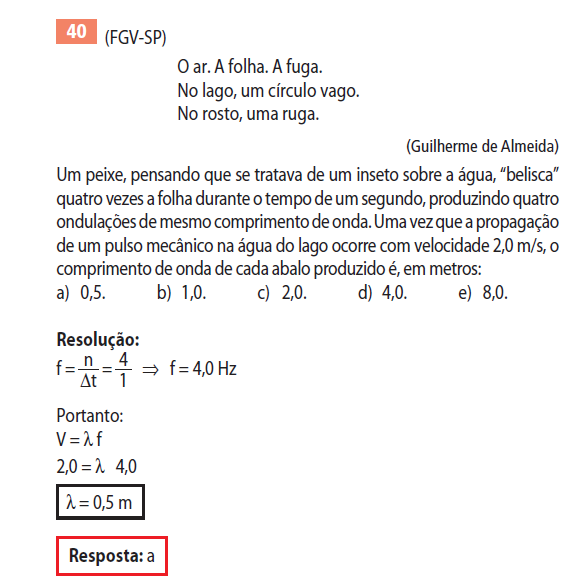 40 (FGV-SP)
O ar. A folha. A fuga.
No lago, um círculo vago.
No rosto, uma ruga.
(Guilherme de Almeida)
Um peixe, pensando que se tratava de um inseto sobre a água, “belisca”
quatro vezes a folha durante o tempo de um segundo, produzindo quatro
ondulações de mesmo comprimento de onda. Uma vez que a propagação
de um pulso mecânico na água do lago ocorre com velocidade 2,0 m/s, o
comprimento de onda de cada abalo produzido é, em metros:
a) 0,5. b) 1,0. c) 2,0. d) 4,0. e) 8,0.
Resolução:
f = n/Δt = 4/1 ⇒ f = 4,0 Hz
Portanto:
V = λ f
2,0 = λ 4,0
λ = 0,5 m
Resposta: a